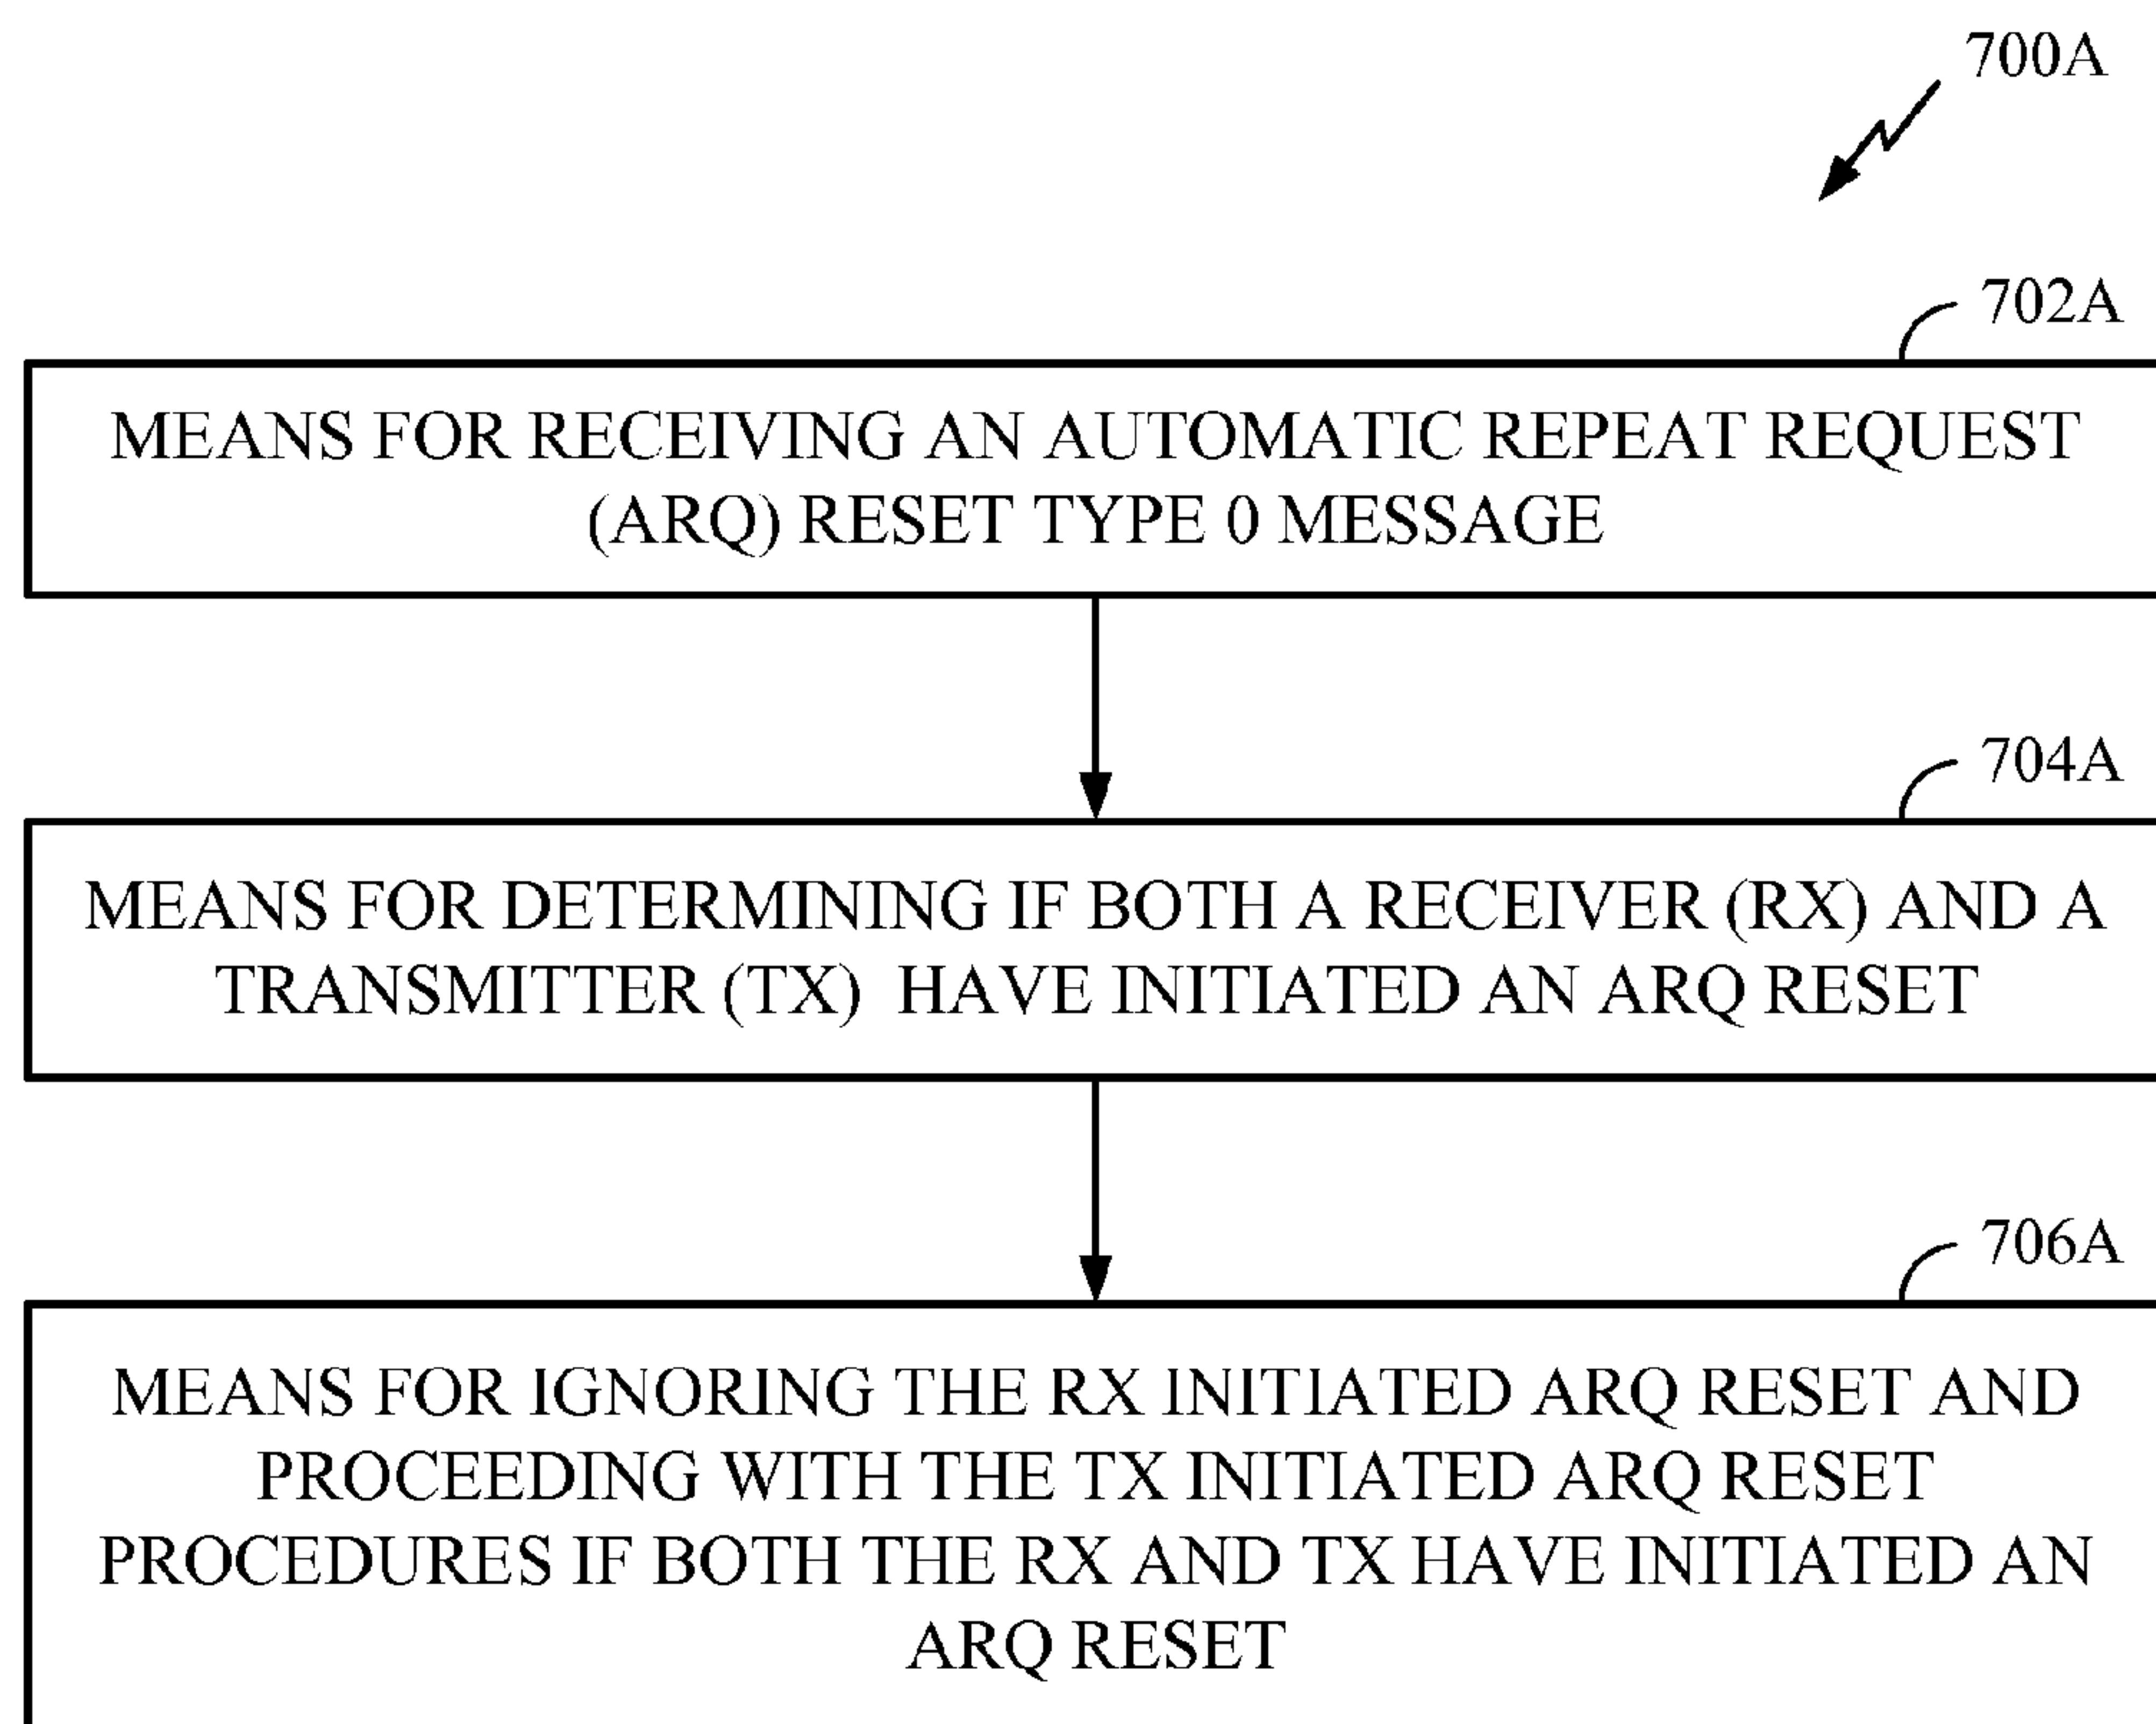 700A
702A
MEANS FOR RECEIVING AN AUTOMATIC REPEAT REQUEST
(ARQ) RESET TYPE 0 MESSAGE
704A
MEANS FOR DETERMINING IF BOTH A RECEIVER (RX) AND A
TRANSMITTER (TX) HAVE INITIATED AN ARQ RESET
706A
MEANS FOR IGNORING THE RX INITIATED ARQ RESET AND
PROCEEDING WITH THE TX INITIATED ARQ RESET
PROCEDURES IF BOTH THE RX AND TX HAVE INITIATED AN
ARQ RESET